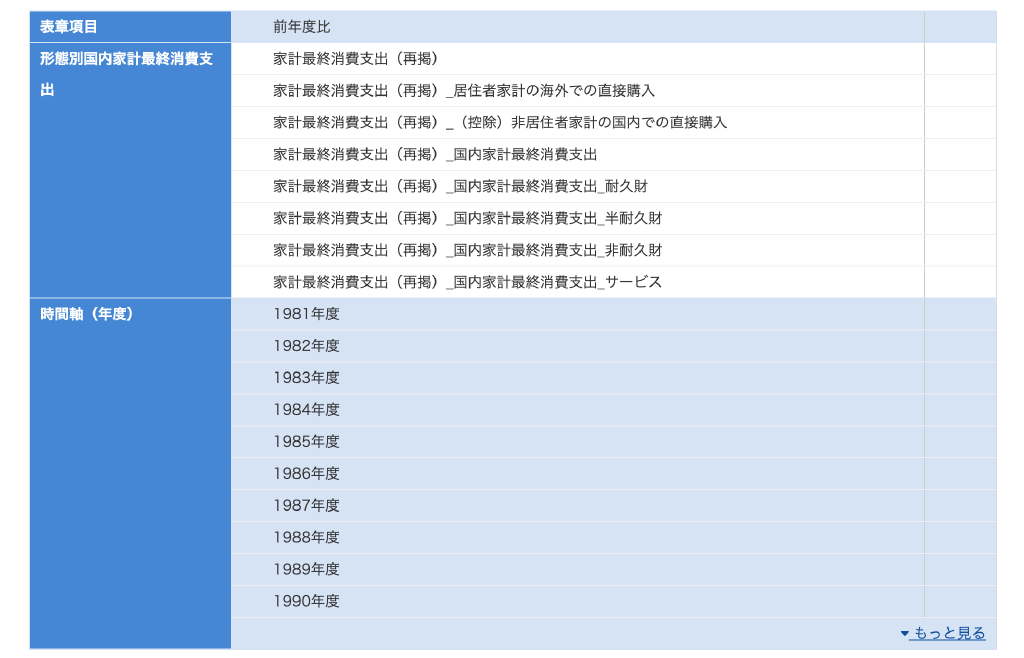 表章項目
前年度比
形態別国内家計最終消費支
出
家計最終消費支出（再掲）
家計最終消費支出（再掲）_居住者家計の海外での直接購入
家計最終消費支出（再掲）_（控除）非居住者家計の国内での直接購入
家計最終消費支出（再掲）_国内家計最終消費支出
家計最終消費支出（再掲）_国内家計最終消費支出_耐久財
家計最終消費支出（再掲）_国内家計最終消費支出_半耐久財
家計最終消費支出（再掲）_国内家計最終消費支出_非耐久財
家計最終消費支出（再掲）_国内家計最終消費支出_サービス
時間軸（年度）
1981年度
1982年度
1983年度
1984年度
1985年度
1986年度
1987年度
1988年度
1989年度
1990年度
もっと見る